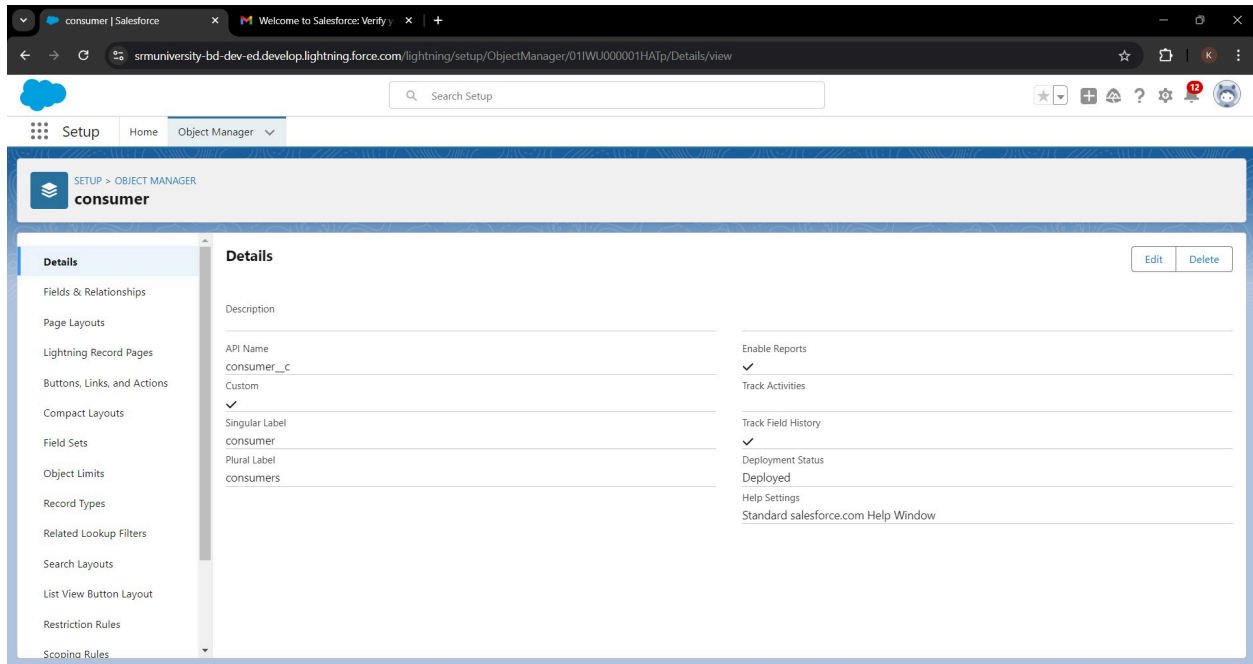 consumer | Salesforce
Welcome to Salesforce: Verify y
srmuniversity-bd-dev-ed.develop.lightning.force.com/lightning/setup/ObjectManager/01IWU000001HATp/Details/view
K
Search Setup
12
Setup
Home
Object Manager
SETUP > OBJECT MANAGER
consumer
Details
Fields & Relationships
Page Layouts
Lightning Record Pages
Buttons, Links, and Actions
Compact Layouts
Field Sets
Object Limits
Record Types
Related Lookup Filters
Search Layouts
List View Button Layout
Restriction Rules
Scoping Rules
Details
Edit
Delete
Description
API Name
consumer__c
Custom
Singular Label
consumer
Plural Label
consumers
Enable Reports
Track Activities
Track Field History
Deployment Status
Deployed
Help Settings
Standard salesforce.com Help Window